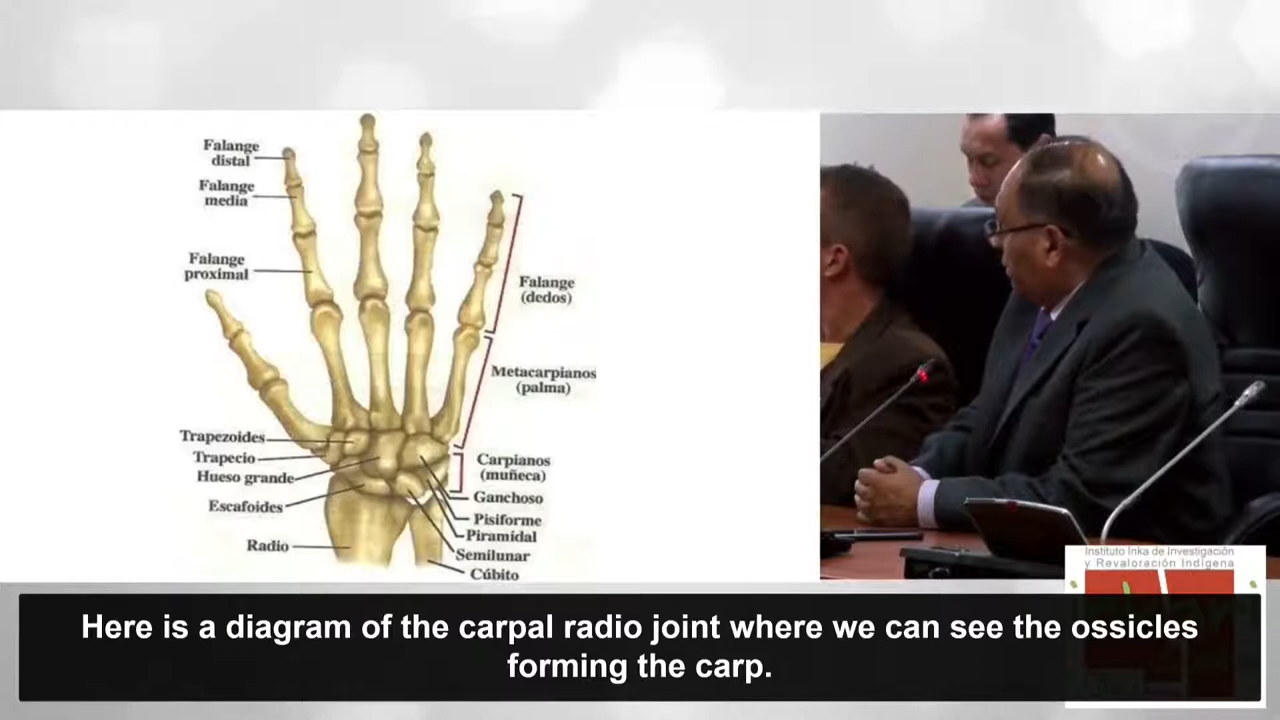 Falange
distal
Falange
media
Falange
proximal
Falange
(dedos)
Metacarpianos
(palma)
Trapezoides
Trapecio
Hueso grande
Escafoides
Radio
Carpianos
(muñeca)
Ganchoso
Pisiforme
Piramidal
Semilunar
Cúbito
Instituto Inka de Investigación
y Revaloración Indígena
Here is a diagram of the carpal radio joint where we can see the ossicles
forming the carp.